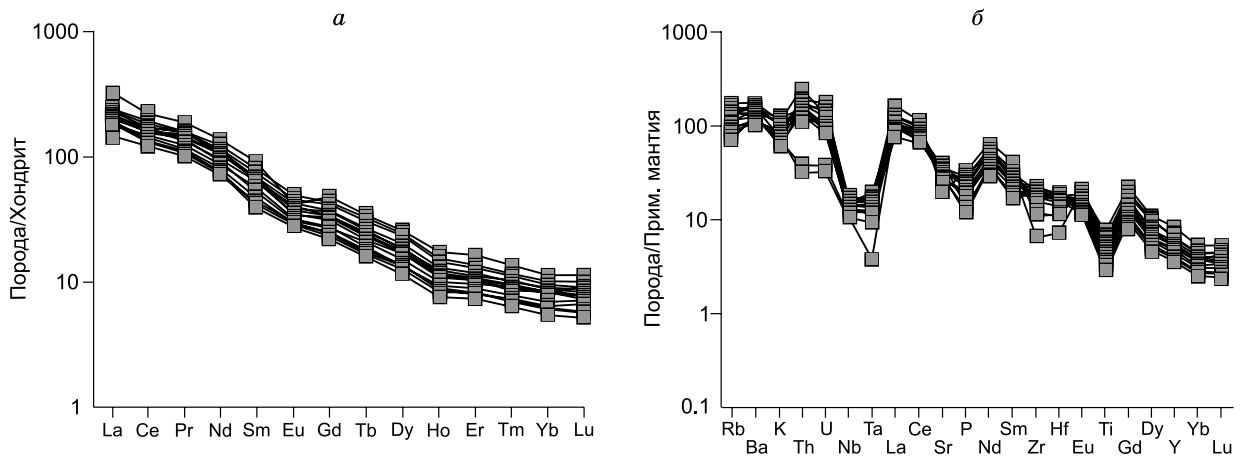 а
Порода/Хондрит
1000
100
10
1
La Ce Pr Nd Sm Eu Gd Tb Dy Ho Er Tm Yb Lu
б
Порода/Прим. мантия
1000
100
10
1
0.1
Rb K U Ta Ce P Sm Hf Ti Dy Yb
Ba Th Nb La Sr Nd Zr Eu Gd Y Lu